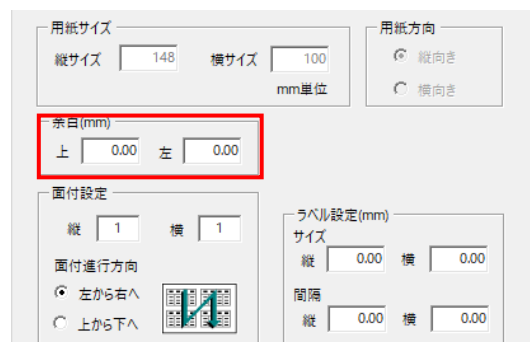 用紙サイズ
縦サイズ 148 横サイズ 100
mm単位
用紙方向
縦向き
横向き
余白(mm)
上 0.00 左 0.00
面付設定
縦 1 横 1
面付進行方向
左から右へ
上から下へ
ラベル設定(mm)
サイズ
縦 0.00 横 0.00
間隔
縦 0.00 横 0.00